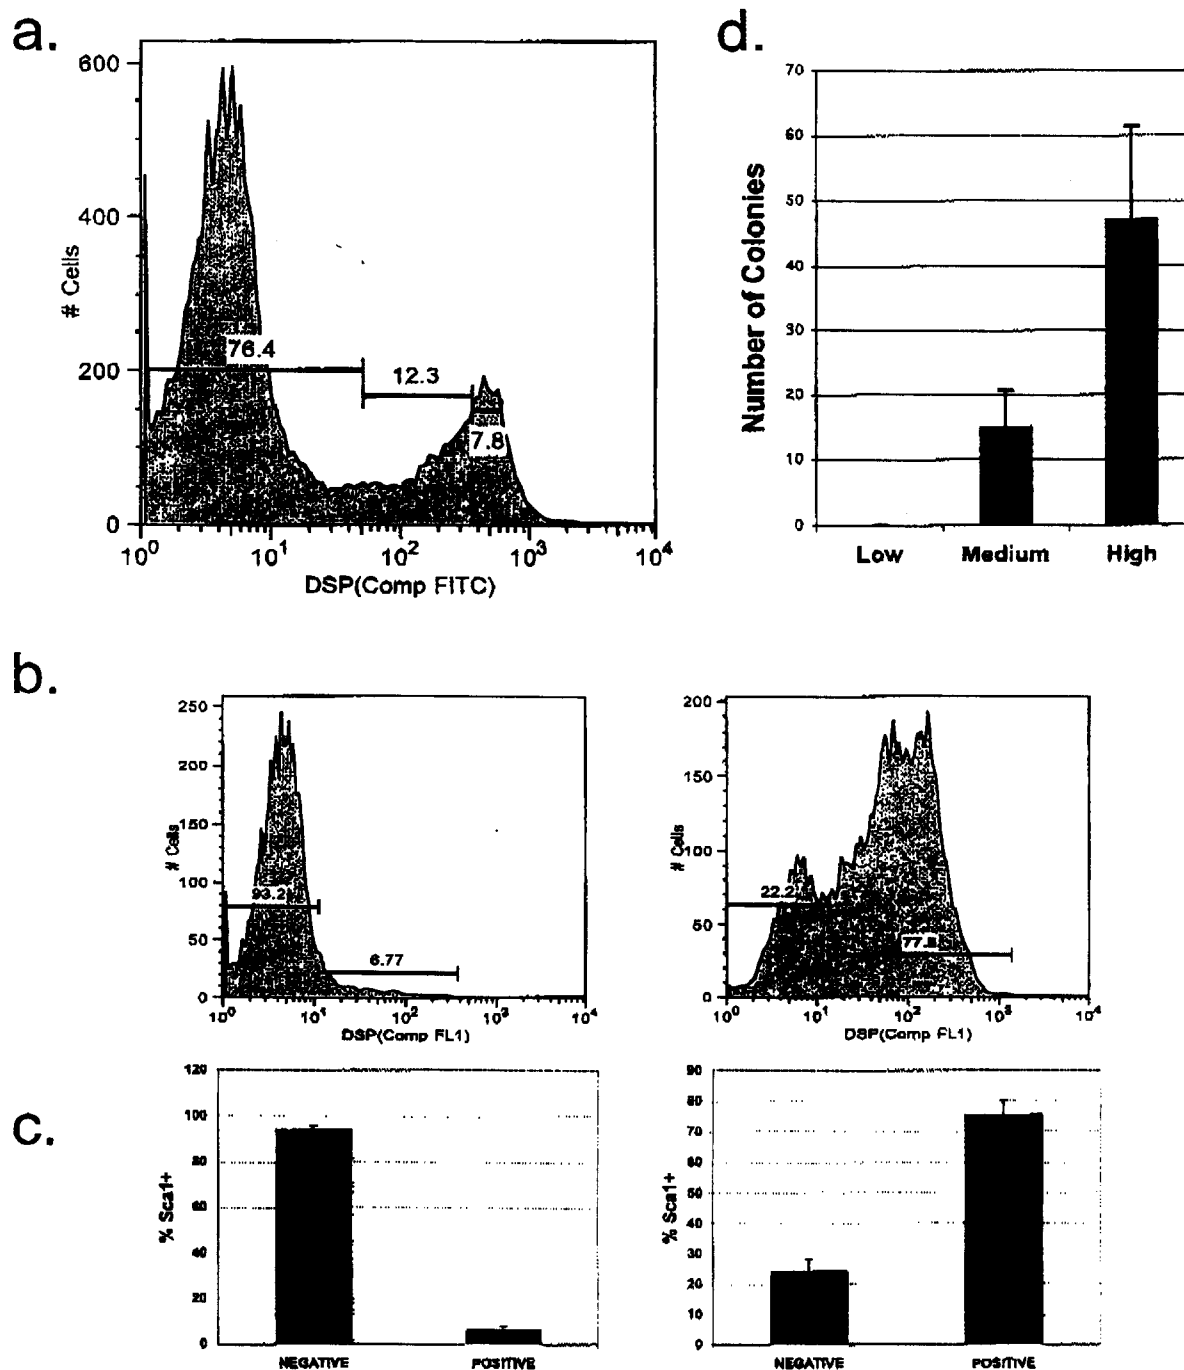 a.
600
400
200
0
# Cells
76.4
12.3
7.8
10^0 10^1 10^2 10^3 10^4
DSP(Comp FITC)
d.
70
60
50
40
30
20
10
0
Number of Colonies
Low Medium High
b.
250
200
150
100
50
0
# Cells
93.2
6.77
10^0 10^1 10^2 10^3 10^4
DSP(Comp FL1)
200
150
100
50
0
# Cells
22.2
77.8
10^0 10^1 10^2 10^3 10^4
DSP(Comp FL1)
c.
120
100
80
60
40
20
0
% Sca1+
NEGATIVE POSITIVE
90
80
70
60
50
40
30
20
10
0
% Sca1+
NEGATIVE POSITIVE